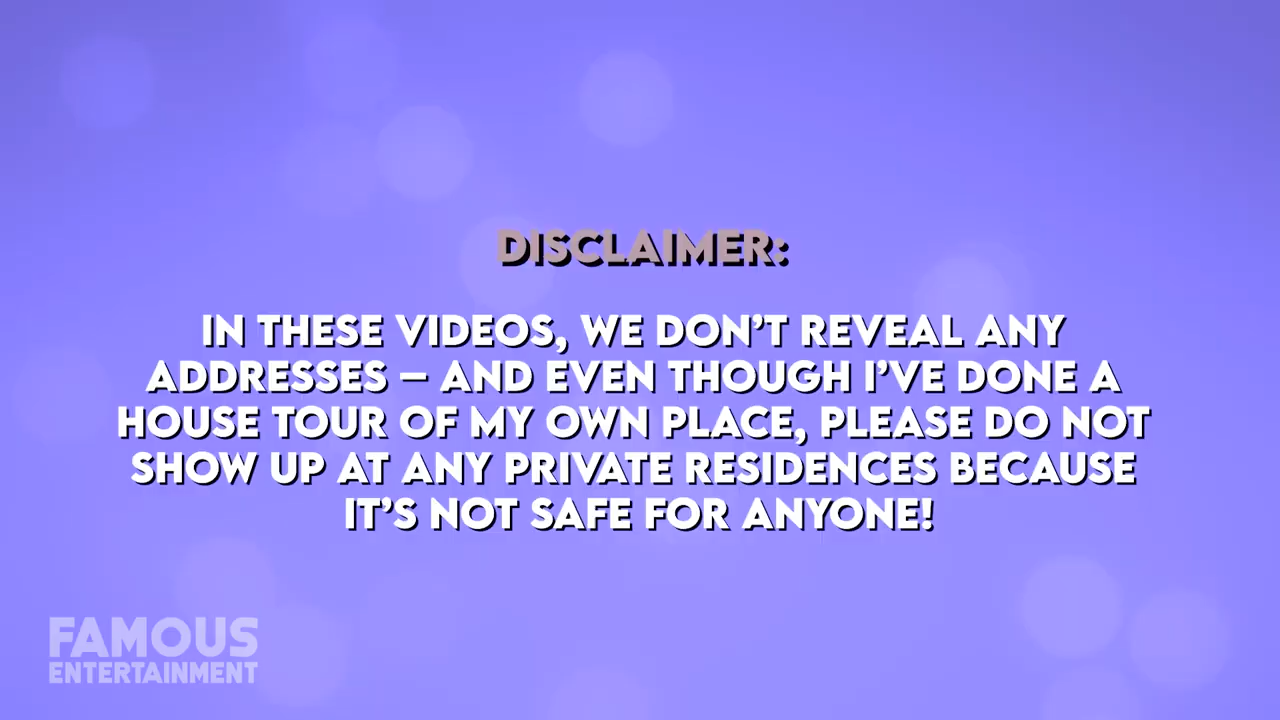 DISCLAIMER:
IN THESE VIDEOS, WE DON'T REVEAL ANY
ADDRESSES – AND EVEN THOUGH I'VE DONE A
HOUSE TOUR OF MY OWN PLACE, PLEASE DO NOT
SHOW UP AT ANY PRIVATE RESIDENCES BECAUSE
IT'S NOT SAFE FOR ANYONE!
FAMOUS
ENTERTAINMENT